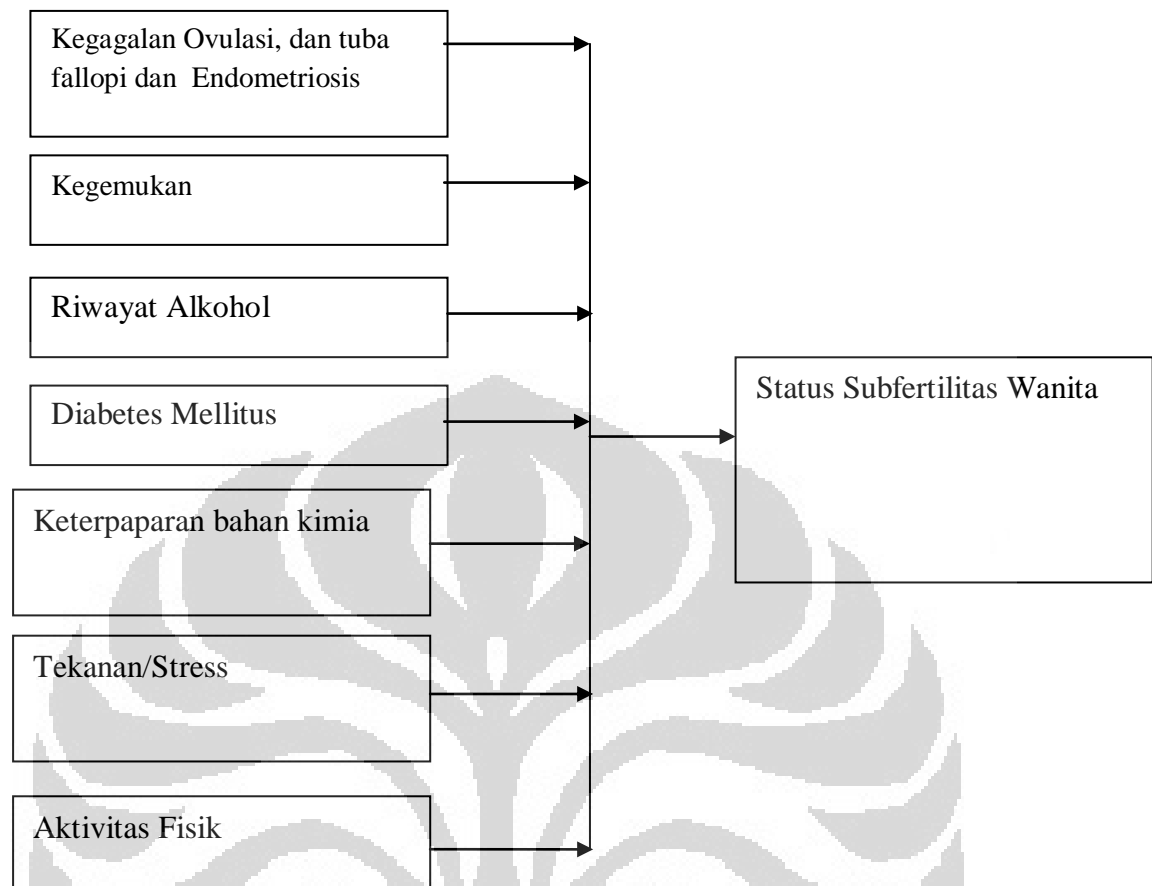 Kegagalan Ovulasi, dan tuba
fallopi dan Endometriosis
Kegemukan
Riwayat Alkohol
Diabetes Mellitus
Keterpaparan bahan kimia
Tekanan/Stress
Aktivitas Fisik
Status Subfertilitas Wanita